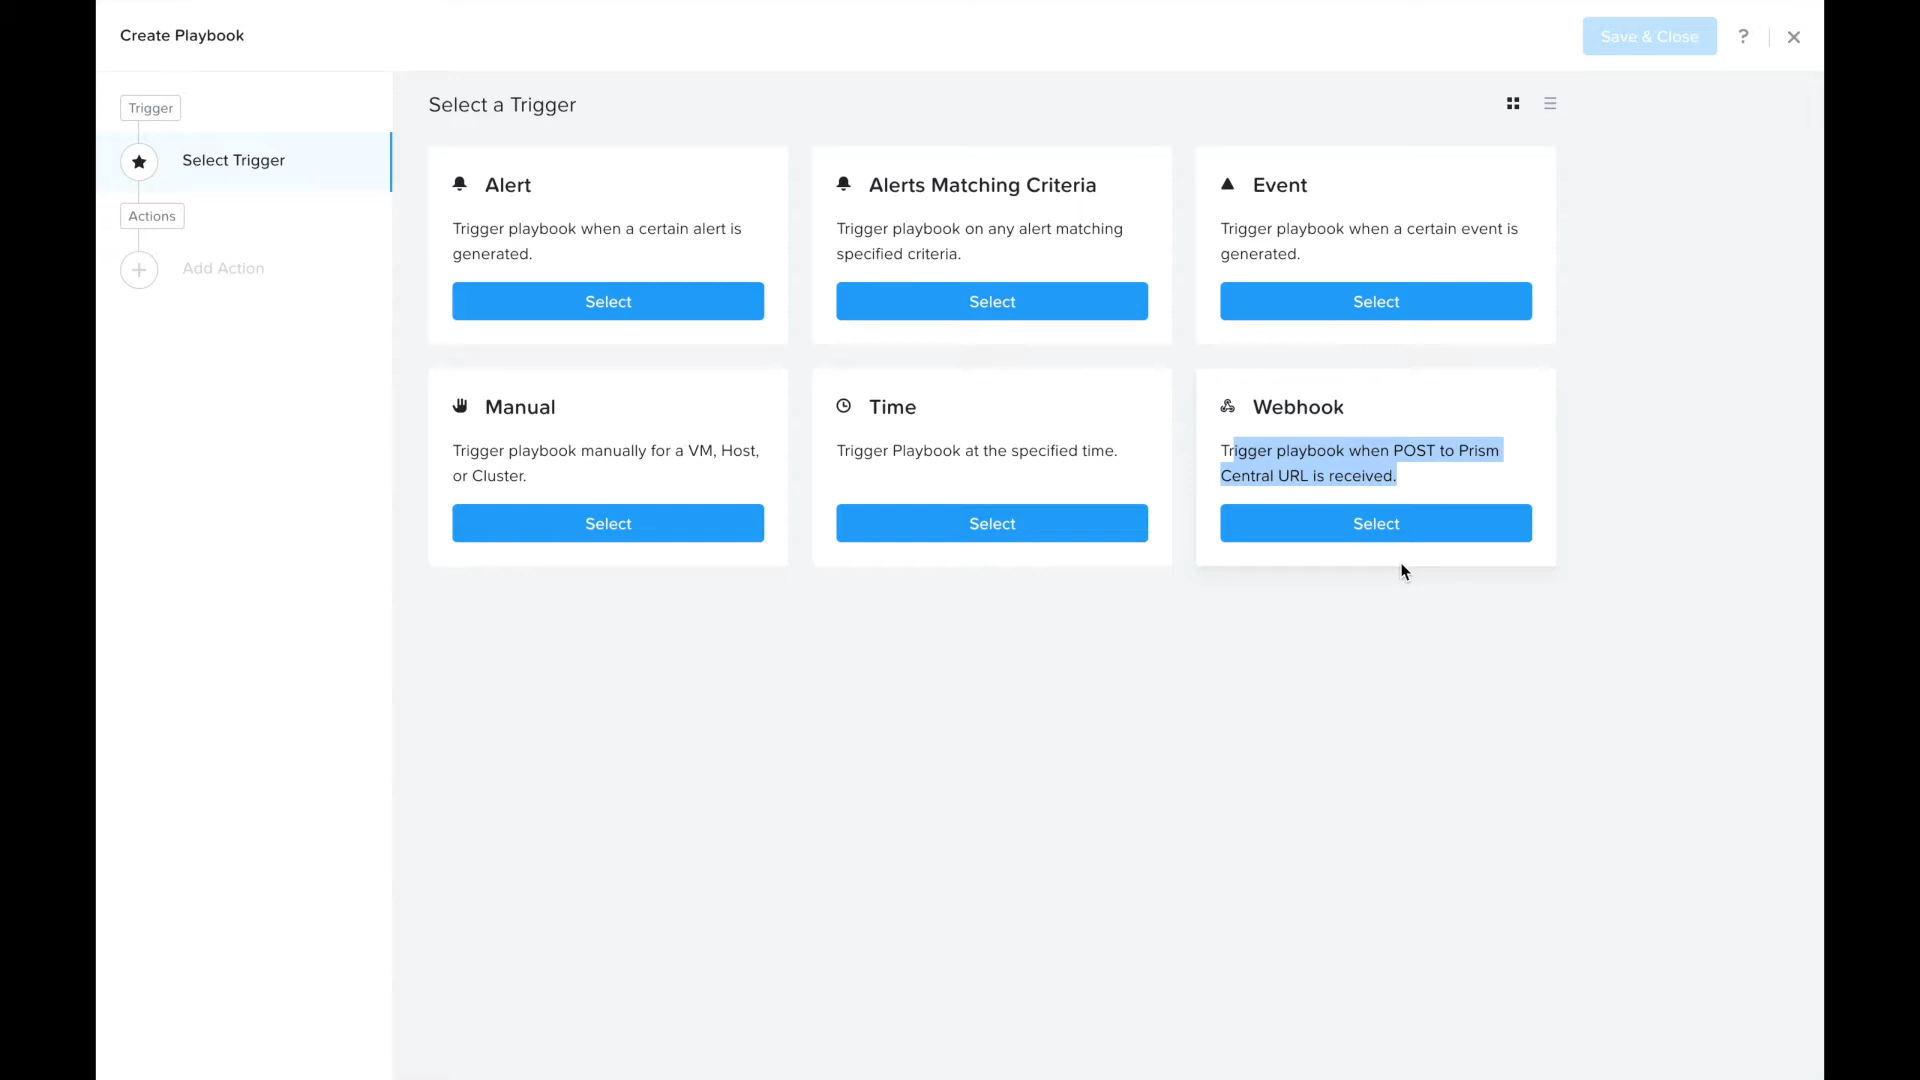 Create Playbook
Save & Close
?
Trigger
Select Trigger
Actions
Add Action
Select a Trigger
Alert
Trigger playbook when a certain alert is
generated.
Select
Alerts Matching Criteria
Trigger playbook on any alert matching
specified criteria.
Select
Event
Trigger playbook when a certain event is
generated.
Select
Manual
Trigger playbook manually for a VM, Host,
or Cluster.
Select
Time
Trigger Playbook at the specified time.
Select
Webhook
Trigger playbook when POST to Prism
Central URL is received.
Select